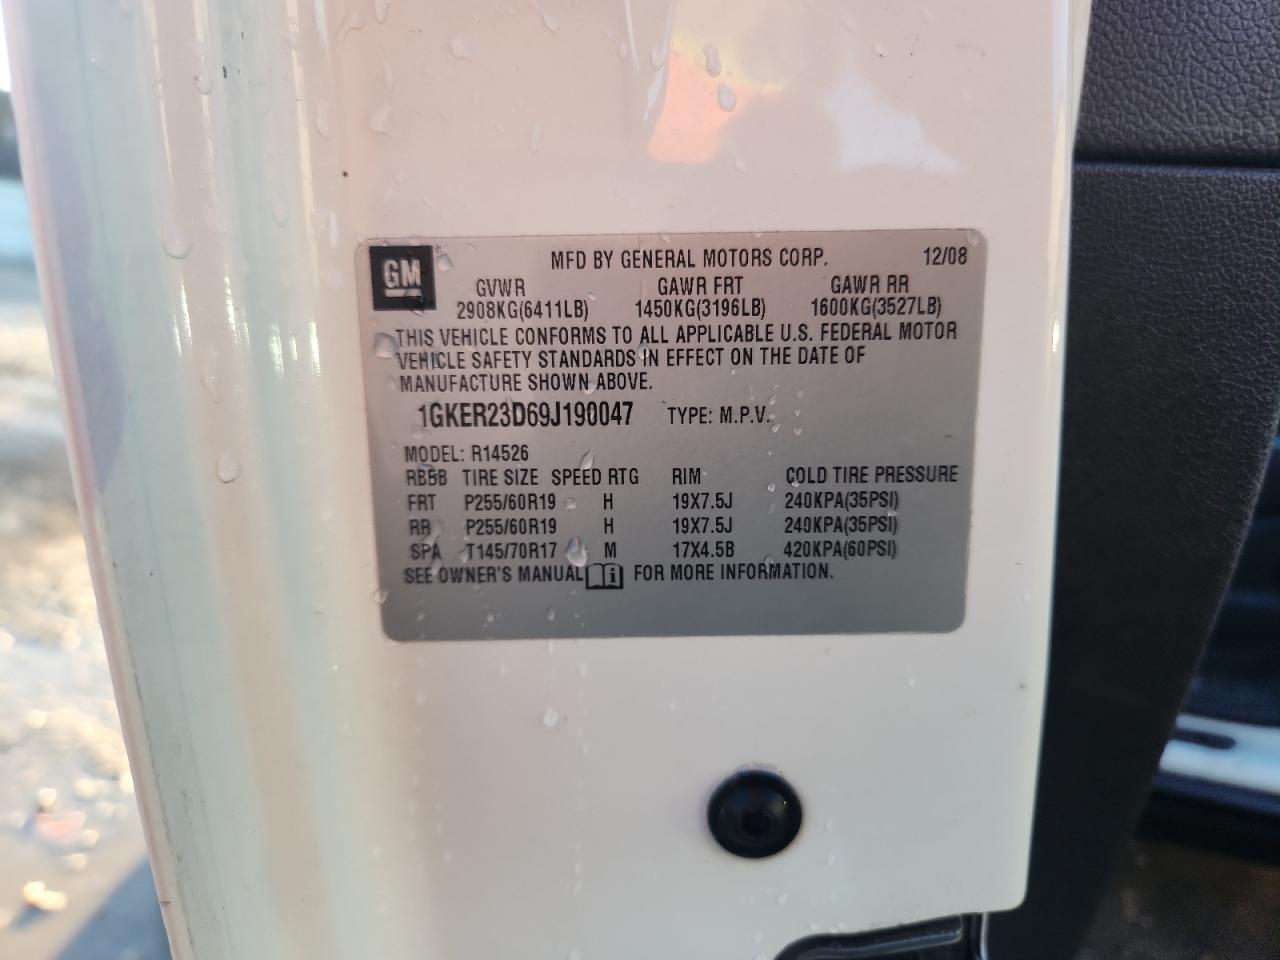 GM ® MFD BY GENERAL MOTORS CORP. 12/08
GVWR GAWR FRT GAWR RR
2908KG(6411LB) 1450KG(3196LB) 1600KG(3527LB)
THIS VEHICLE CONFORMS TO ALL APPLICABLE U.S. FEDERAL MOTOR
VEHICLE SAFETY STANDARDS IN EFFECT ON THE DATE OF
MANUFACTURE SHOWN ABOVE.
1GKER23D69J190047 TYPE: M.P.V.
MODEL: R14526
RBBB TIRE SIZE SPEED RTG RIM COLD TIRE PRESSURE
FRT P255/60R19 H 19X7.5J 240KPA(35PSI)
RR P255/60R19 H 19X7.5J 240KPA(35PSI)
SPA T145/70R17 M 17X4.5B 420KPA(60PSI)
SEE OWNER'S MANUAL i FOR MORE INFORMATION.